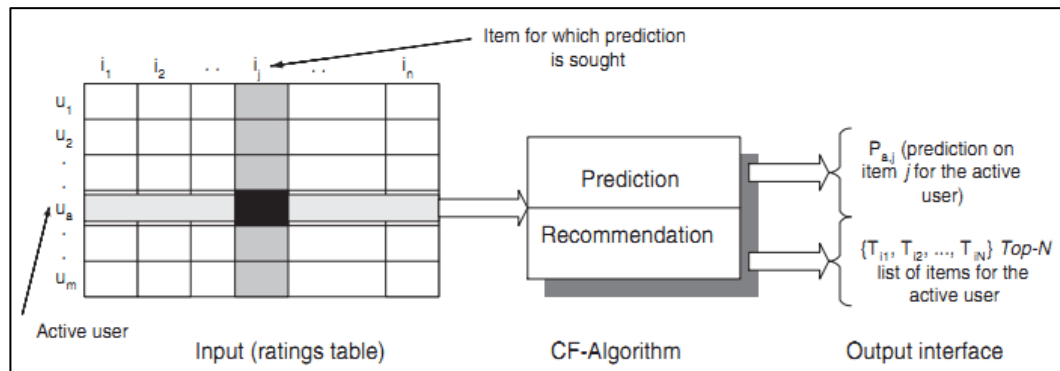 Item for which prediction
is sought
i1 i2 . . ij . . in
u1
u2
.
.
ua
.
.
um
Active user
Input (ratings table)
Prediction
Recommendation
CF-Algorithm
Pa,j (prediction on
item j for the active
user)
{Ti1, Ti2, ..., TiN} Top-N
list of items for the
active user
Output interface